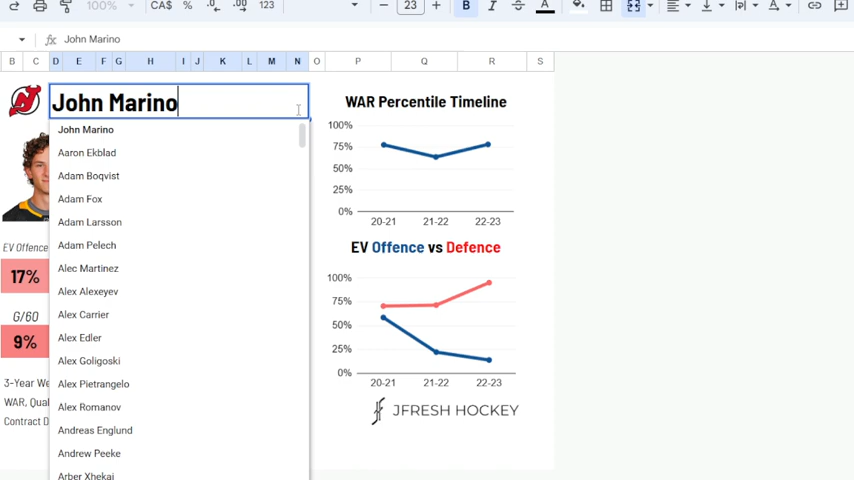 100% CA$ % .0 .00 123 − 23 + B I S A
fx John Marino
B C D E F G H I J K L M N O P Q R S
John Marino
John Marino
Aaron Ekblad
Adam Boqvist
Adam Fox
Adam Larsson
Adam Pelech
Alec Martinez
Alex Alexeyev
Alex Carrier
Alex Edler
Alex Goligoski
Alex Pietrangelo
Alex Romanov
Andreas Englund
Andrew Peeke
Arber Xhekaj
EV Offence
17%
G/60
9%
3-Year We
WAR, Qual
Contract D
WAR Percentile Timeline
100%
75%
50%
25%
0%
20-21 21-22 22-23
EV Offence vs Defence
100%
75%
50%
25%
0%
20-21 21-22 22-23
JFRESH HOCKEY